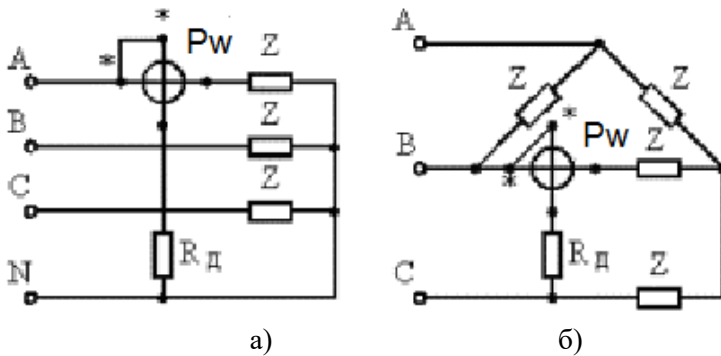 * Pw Z
* A
B Z
C Z
N R д
A
Z Z
* Pw
B * Z
R д
C Z
а) б)